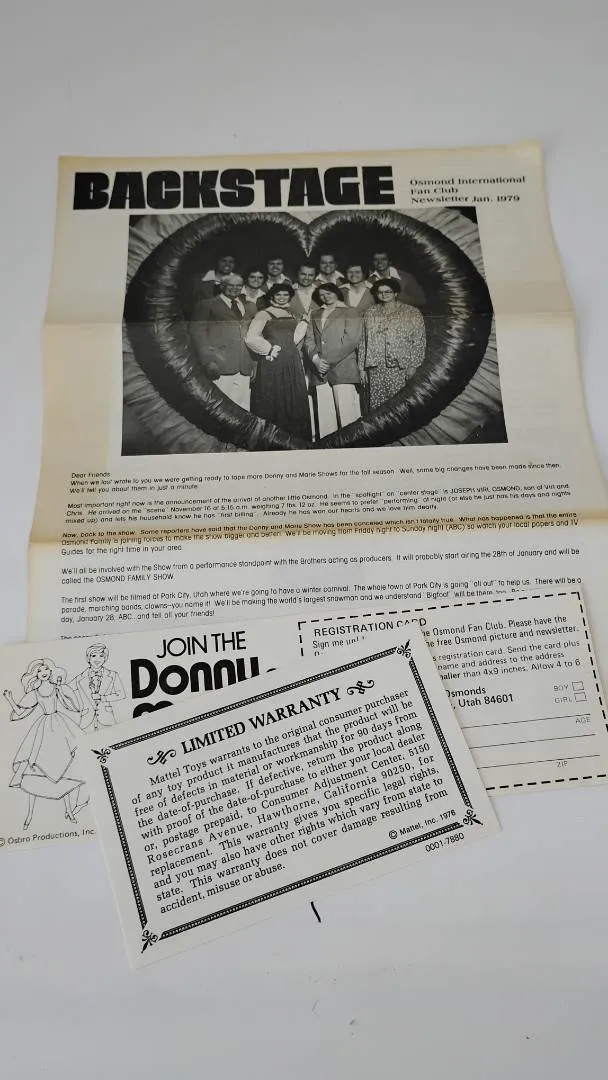 BACKSTAGE
Osmond International
Fan Club
Newsletter Jan. 1979
Dear Friends:
When we last wrote to you we were getting ready to tape more Donny and Marie Shows for the fall season. Well, some big changes have been made since then.
We'll tell you about them in just a minute.
Most important right now is the announcement of the arrival of another little Osmond. In the "spotlight" on "center stage" is JOSEPH VIRL OSMOND, son of Virl and
Chris. He arrived on the "scene" November 16 at 5:16 a.m. weighing 7 lbs. 12 oz. He seems to prefer "performing" at night (or else he just has his days and nights
mixed up) and lets his household know he has "first billing". Already he has won our hearts and we love him dearly.
Now, back to the show. Some reporters have said that the Donny and Marie Show has been canceled which isn't totally true. What has happened is that the entire
Osmond Family is joining forces to make the show bigger and better! We'll be moving from Friday night to Sunday night (ABC) so watch your local papers and TV
Guides for the right time in your area.
We'll all be involved with the Show from a performance standpoint with the Brothers acting as producers. It will probably start airing the 28th of January and will be
called the OSMOND FAMILY SHOW.
The first show will be filmed at Park City, Utah where we're going to have a winter carnival. The whole town of Park City is going "all out" to help us. There will be a
parade, marching bands, clowns—you name it! We'll be making the world's largest snowman and we understand "Bigfoot" will be there too.
day, January 28, ABC...and tell all your friends!
JOIN THE
Donny
© Osbro Productions, Inc.
REGISTRATION CARD
Sign me up the Osmond Family. Please have the
free Osmond picture and newsletter.
registration card. Send the card plus
name and address to the address
smaller than 4x9 inches. Allow 4 to 6
Osmonds
, Utah 84601
BOY
GIRL
AGE
ZIP
LIMITED WARRANTY
Mattel Toys warrants to the original consumer purchaser
of any toy product it manufactures that the product will be
free of defects in material or workmanship for 90 days from
the date-of-purchase. If defective, return the product along
with proof of the date-of-purchase to either your local dealer
or, postage prepaid, to Consumer Adjustment Center, 5150
Rosecrans Avenue, Hawthorne, California 90250, for
replacement. This warranty gives you specific legal rights,
and you may also have other rights which vary from state to
state. This warranty does not cover damage resulting from
accident, misuse or abuse.
© Mattel, Inc. 1976
0001-7880